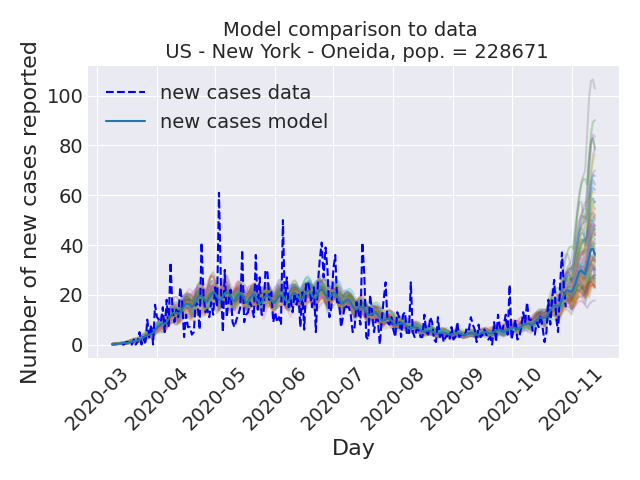 Model comparison to data
US - New York - Oneida, pop. = 228671
Number of new cases reported
100
80
60
40
20
0
new cases data
new cases model
2020-03
2020-04
2020-05
2020-06
2020-07
2020-08
2020-09
2020-10
2020-11
Day